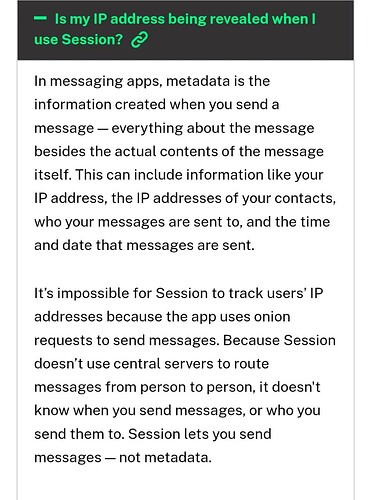 Is my IP address being revealed when I
use Session?
In messaging apps, metadata is the
information created when you send a
message — everything about the message
besides the actual contents of the message
itself. This can include information like your
IP address, the IP addresses of your contacts,
who your messages are sent to, and the time
and date that messages are sent.
It’s impossible for Session to track users’ IP
addresses because the app uses onion
requests to send messages. Because Session
doesn’t use central servers to route
messages from person to person, it doesn't
know when you send messages, or who you
send them to. Session lets you send
messages — not metadata.